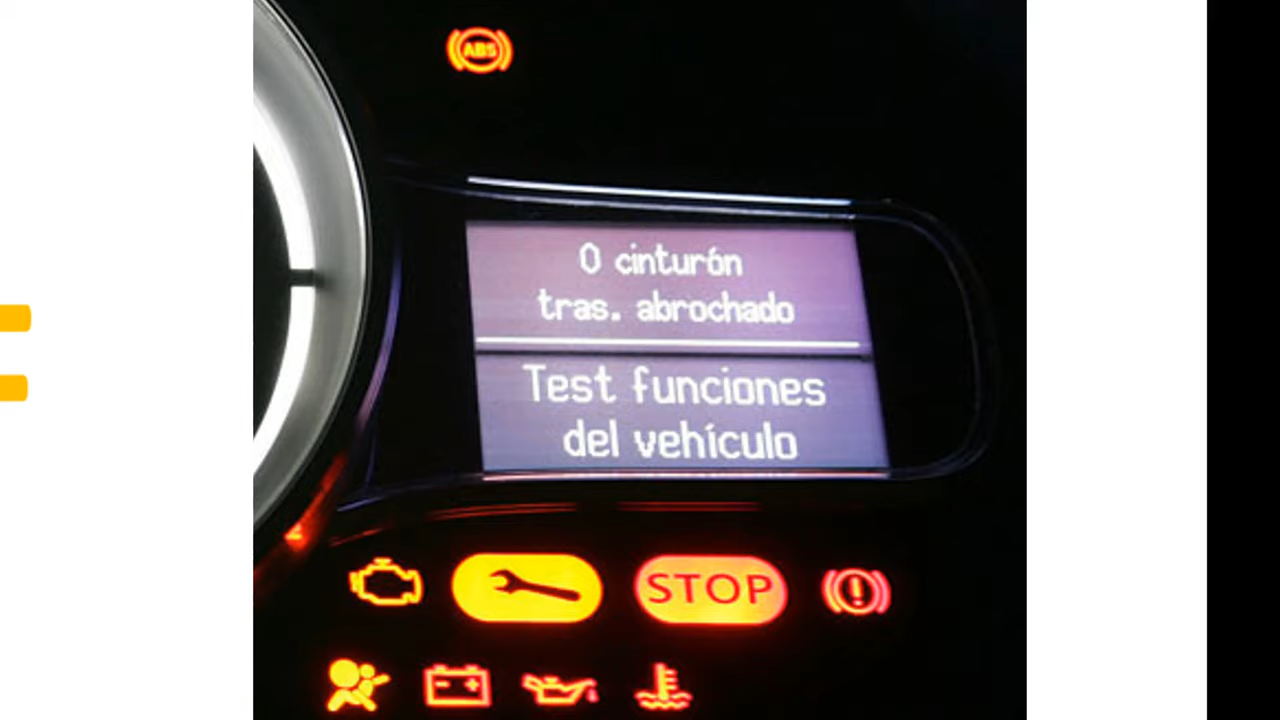 ABS
0 cinturón
tras. abrochado
Test funciones
del vehículo
STOP